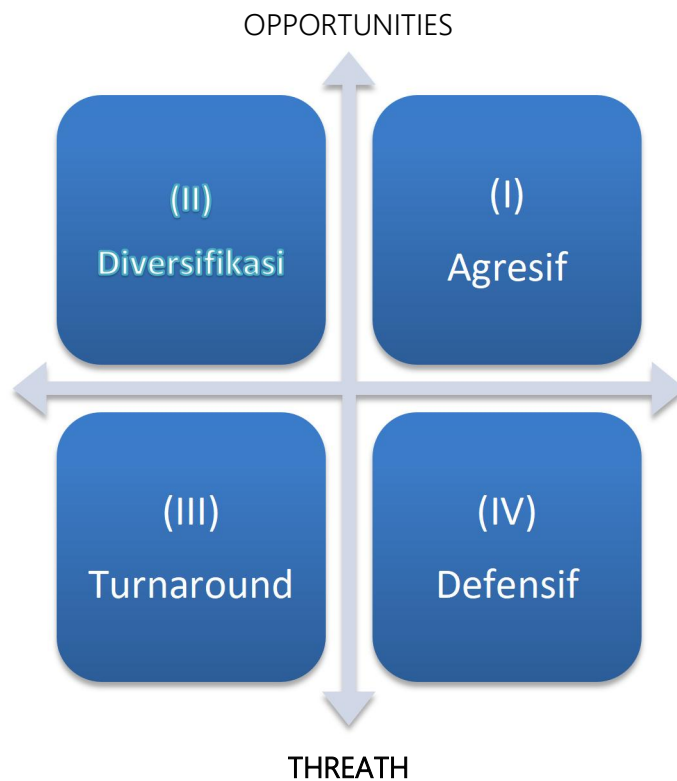 OPPORTUNITIES
(II)
Diversifikasi
(I)
Agresif
(III)
Turnaround
(IV)
Defensif
THREATH